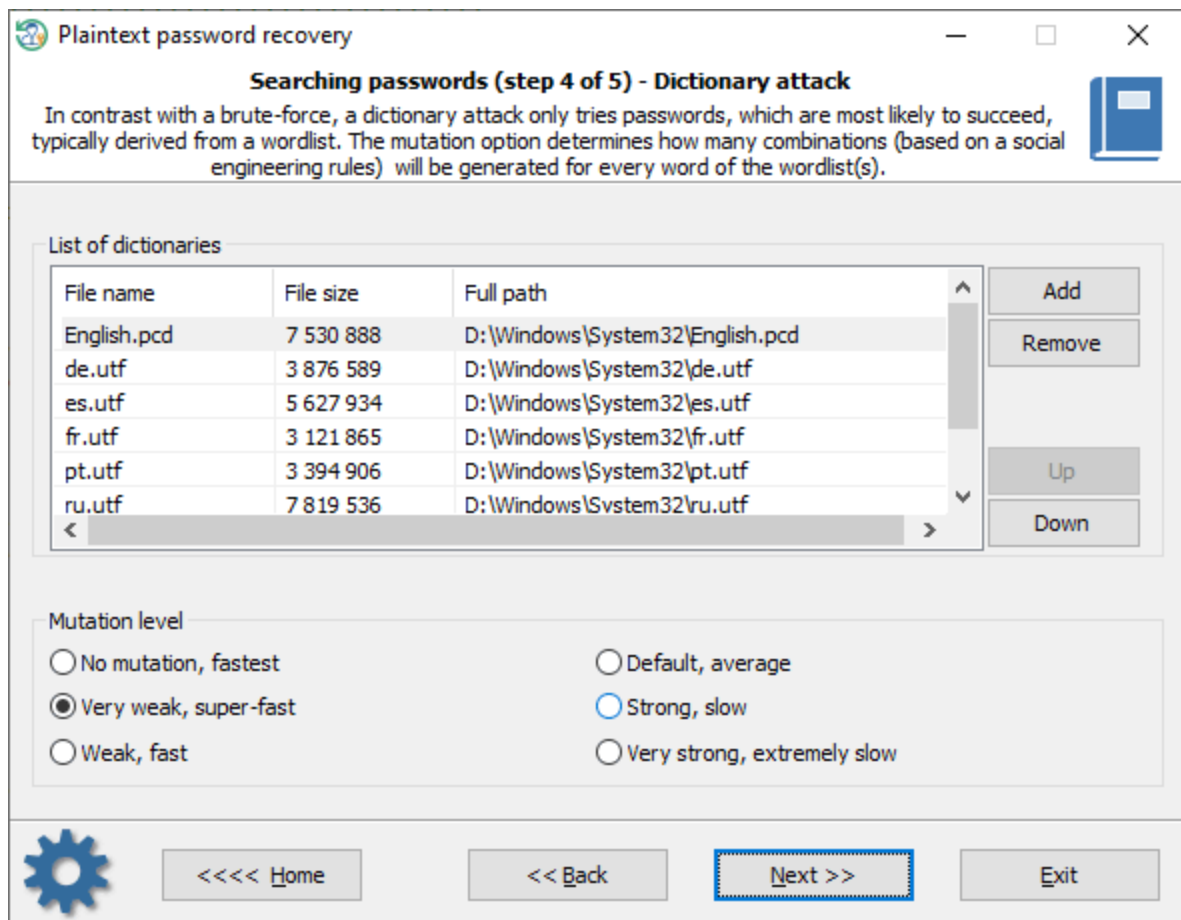 Plaintext password recovery
Searching passwords (step 4 of 5) - Dictionary attack
In contrast with a brute-force, a dictionary attack only tries passwords, which are most likely to succeed,
typically derived from a wordlist. The mutation option determines how many combinations (based on a social
engineering rules)  will be generated for every word of the wordlist(s).
List of dictionaries
File name File size Full path
Add
English.pcd 7 530 888 D:\Windows\System32\English.pcd
Remove
de.utf 3 876 589 D:\Windows\System32\de.utf
es.utf 5 627 934 D:\Windows\System32\es.utf
fr.utf 3 121 865 D:\Windows\System32\fr.utf
pt.utf 3 394 906 D:\Windows\System32\pt.utf
Up
ru.utf 7 819 536 D:\Windows\System32\ru.utf
Down
Mutation level
No mutation, fastest Default, average
Very weak, super-fast Strong, slow
Weak, fast Very strong, extremely slow
<<<< Home << Back Next >> Exit